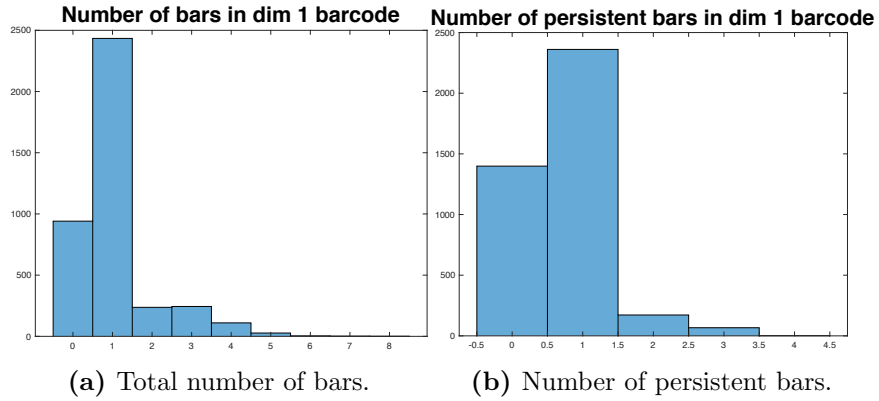 Number of bars in dim 1 barcode
2500
2000
1500
1000
500
0
0 1 2 3 4 5 6 7 8
(a) Total number of bars.
Number of persistent bars in dim 1 barcode
2500
2000
1500
1000
500
0
-0.5 0 0.5 1 1.5 2 2.5 3 3.5 4 4.5
(b) Number of persistent bars.